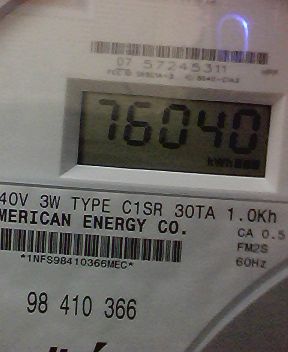 07 57245311
76040
kWh
40V 3W TYPE C1SR 30TA 1.0Kh
MERICAN ENERGY CO.
CA 0.5
*1NFS98410366MEC*
FM2S
60Hz
98 410 366